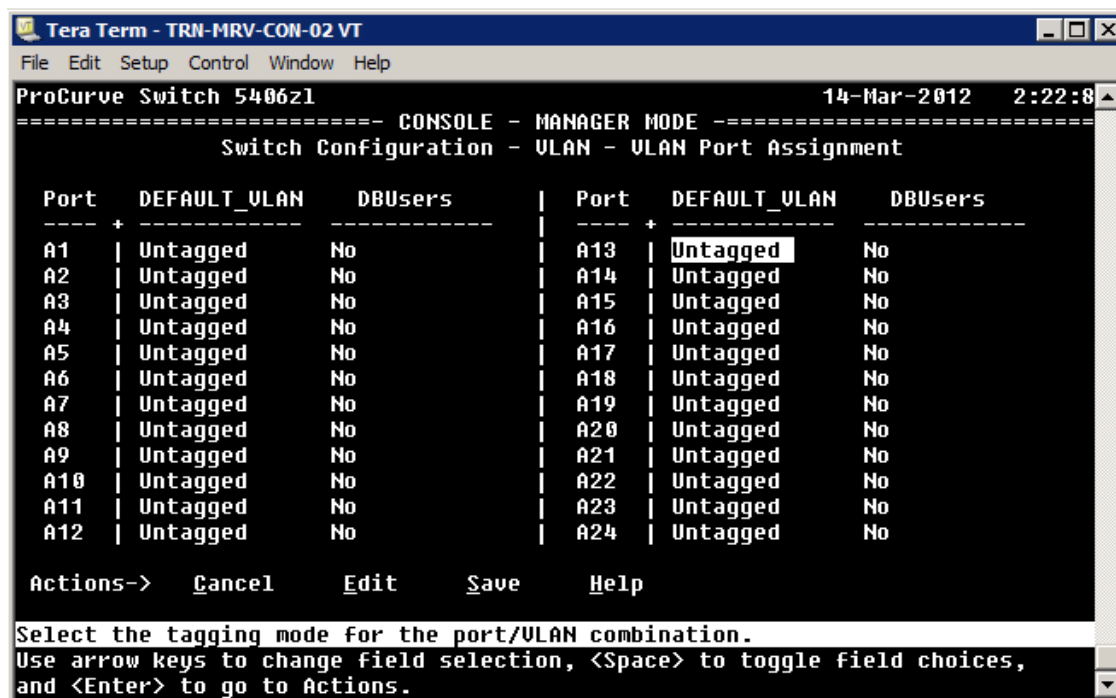 Tera Term - TRN-MRV-CON-02 VT
File Edit Setup Control Window Help
ProCurve Switch 5406zl 14-Mar-2012 2:22:8
===========================- CONSOLE - MANAGER MODE -============================
Switch Configuration - VLAN - VLAN Port Assignment
Port DEFAULT_VLAN DBUsers | Port DEFAULT_VLAN DBUsers
---- + ------------ ------------ | ---- + ------------ ------------
A1 | Untagged No | A13 | Untagged No
A2 | Untagged No | A14 | Untagged No
A3 | Untagged No | A15 | Untagged No
A4 | Untagged No | A16 | Untagged No
A5 | Untagged No | A17 | Untagged No
A6 | Untagged No | A18 | Untagged No
A7 | Untagged No | A19 | Untagged No
A8 | Untagged No | A20 | Untagged No
A9 | Untagged No | A21 | Untagged No
A10 | Untagged No | A22 | Untagged No
A11 | Untagged No | A23 | Untagged No
A12 | Untagged No | A24 | Untagged No
Actions-> Cancel Edit Save Help
Select the tagging mode for the port/VLAN combination.
Use arrow keys to change field selection, <Space> to toggle field choices,
and <Enter> to go to Actions.